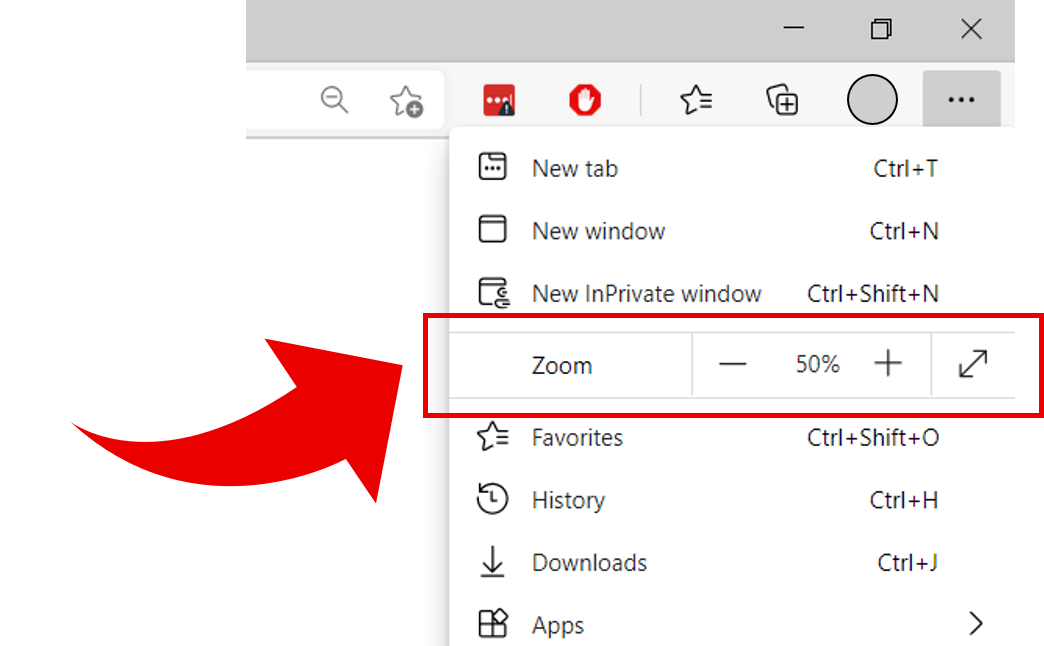 New tab Ctrl+T
New window Ctrl+N
New InPrivate window Ctrl+Shift+N
Zoom 50%
Favorites Ctrl+Shift+O
History Ctrl+H
Downloads Ctrl+J
Apps